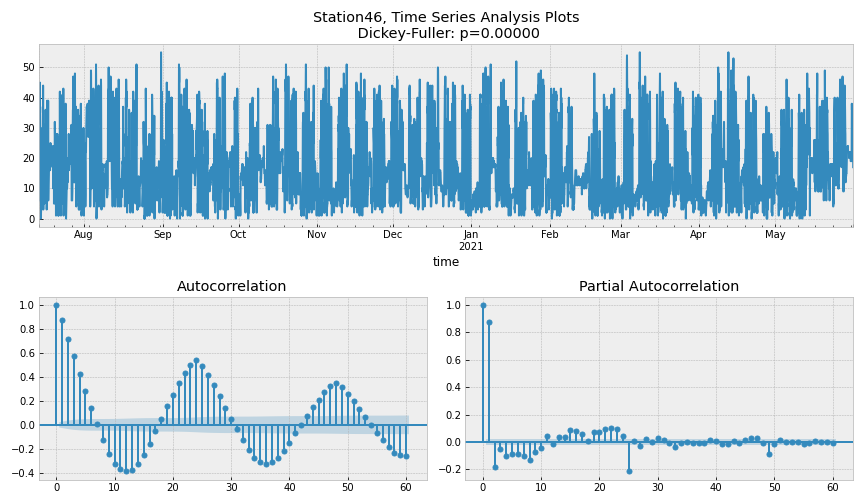 Station46, Time Series Analysis Plots
Dickey-Fuller: p=0.00000
50
40
30
20
10
0
Aug Sep Oct Nov Dec Jan Feb Mar Apr May
2021
time
Autocorrelation
1.0
0.8
0.6
0.4
0.2
0.0
−0.2
−0.4
0 10 20 30 40 50 60
Partial Autocorrelation
1.0
0.8
0.6
0.4
0.2
0.0
−0.2
0 10 20 30 40 50 60